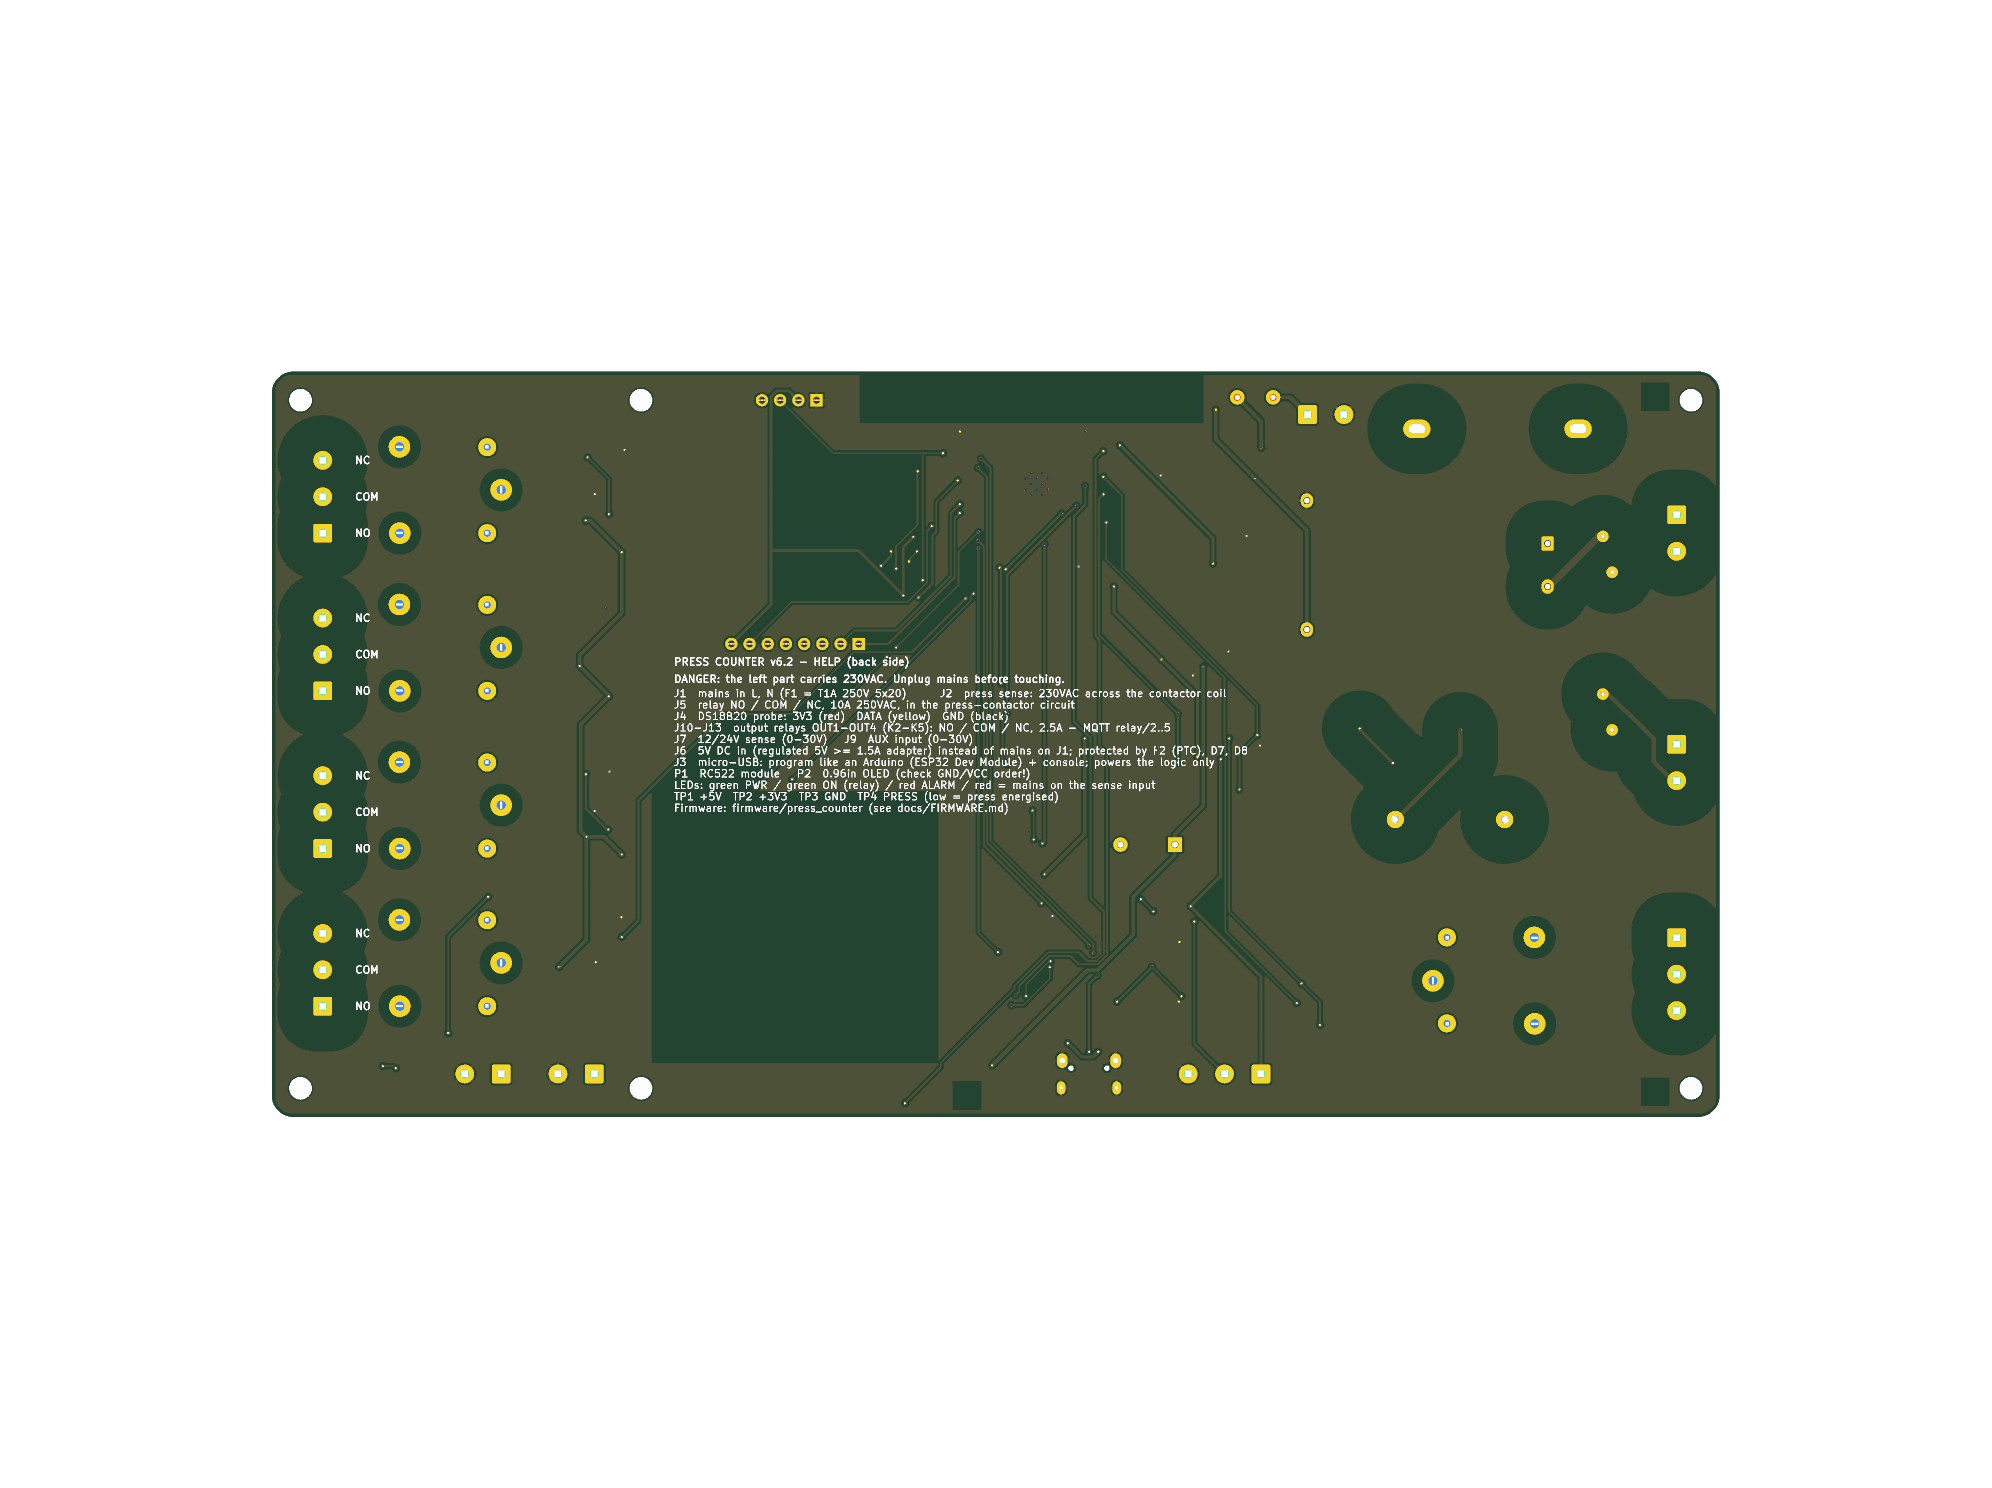 NC
COM
NO
NC
COM
NO
PRESS COUNTER v6.2 - HELP (back side)
DANGER: the left part carries 230VAC. Unplug mains before touching.
J1 mains in L, N (F1 = T1A 250V 5x20) J2 press sense: 230VAC across the contactor coil
J5 relay NO / COM / NC, 10A 250VAC, in the press-contactor circuit
J4 DS18B20 probe: 3V3 (red) DATA (yellow) GND (black)
J10-J13 output relays OUT1-OUT4 (K2-K5): NO / COM / NC, 2.5A - MQTT relay/2..5
J7 12/24V sense (0-30V) J9 AUX input (0-30V)
J6 5V DC in (regulated 5V >= 1.5A adapter) instead of mains on J1; protected by F2 (PTC), D7, D8
J3 micro-USB: program like an Arduino (ESP32 Dev Module) + console; powers the logic only
P1 RC522 module P2 0.96in OLED (check GND/VCC order!)
LEDs: green PWR / green ON (relay) / red ALARM / red = mains on the sense input
TP1 +5V TP2 +3V3 TP3 GND TP4 PRESS (low = press energised)
Firmware: firmware/press_counter (see docs/FIRMWARE.md)
NC
COM
NO
NC
COM
NO